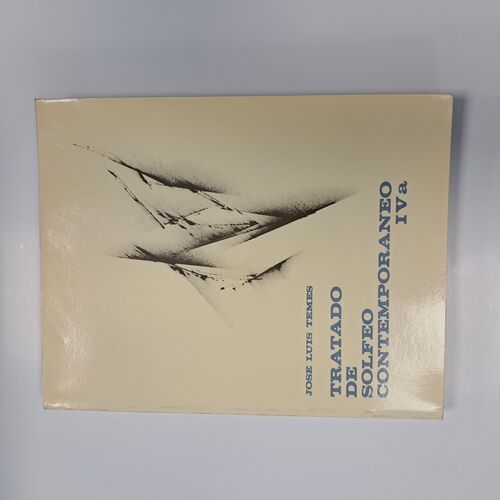 JOSE LUIS TEMES
TRATADO
DE
SOLFEO
CONTEMPORANEO
IVa